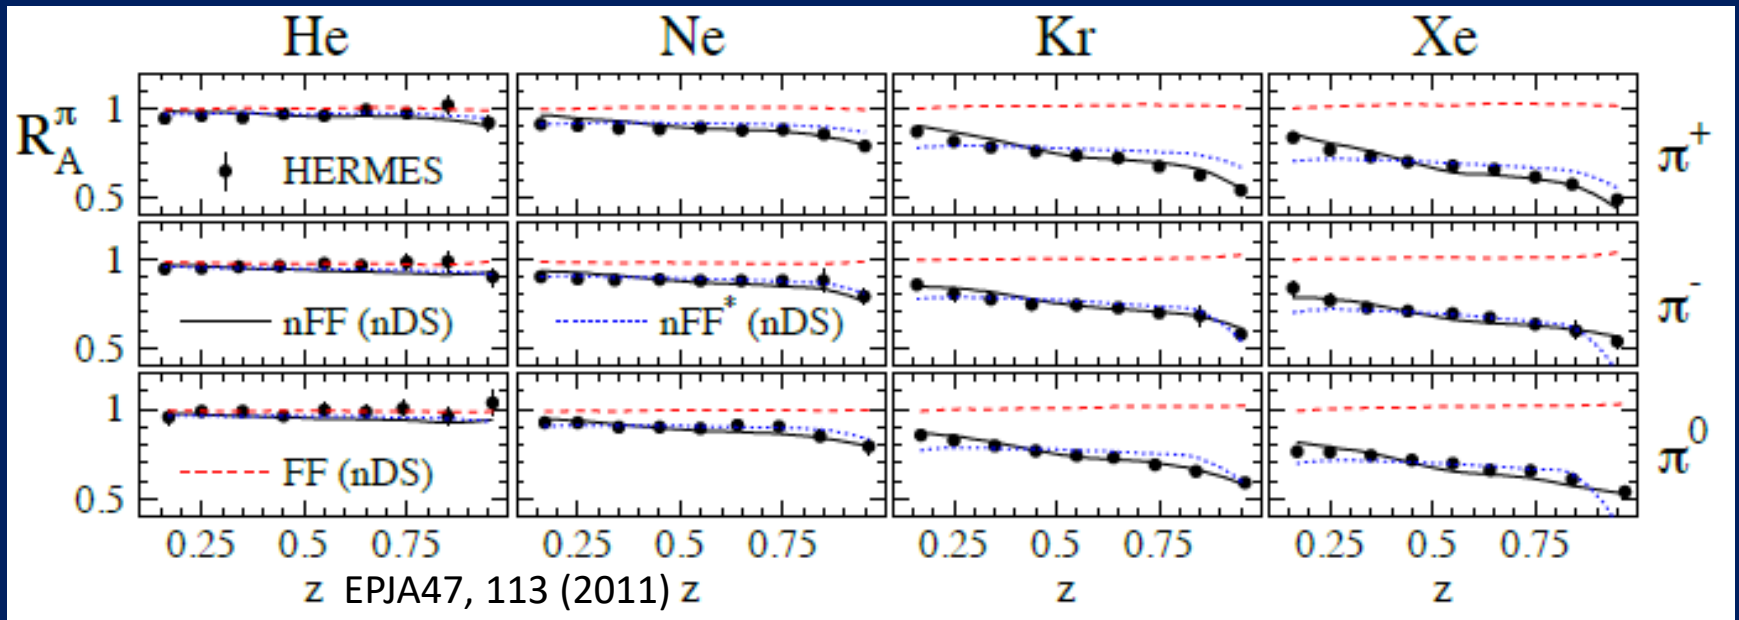 He Ne Kr Xe
1
R_A^π
HERMES
0.5
π⁺
1
nFF (nDS) nFF* (nDS)
0.5
π⁻
1
FF (nDS)
0.5
π⁰
0.25 0.5 0.75 0.25 0.5 0.75 0.25 0.5 0.75 0.25 0.5 0.75
z EPJA47, 113 (2011) z z z